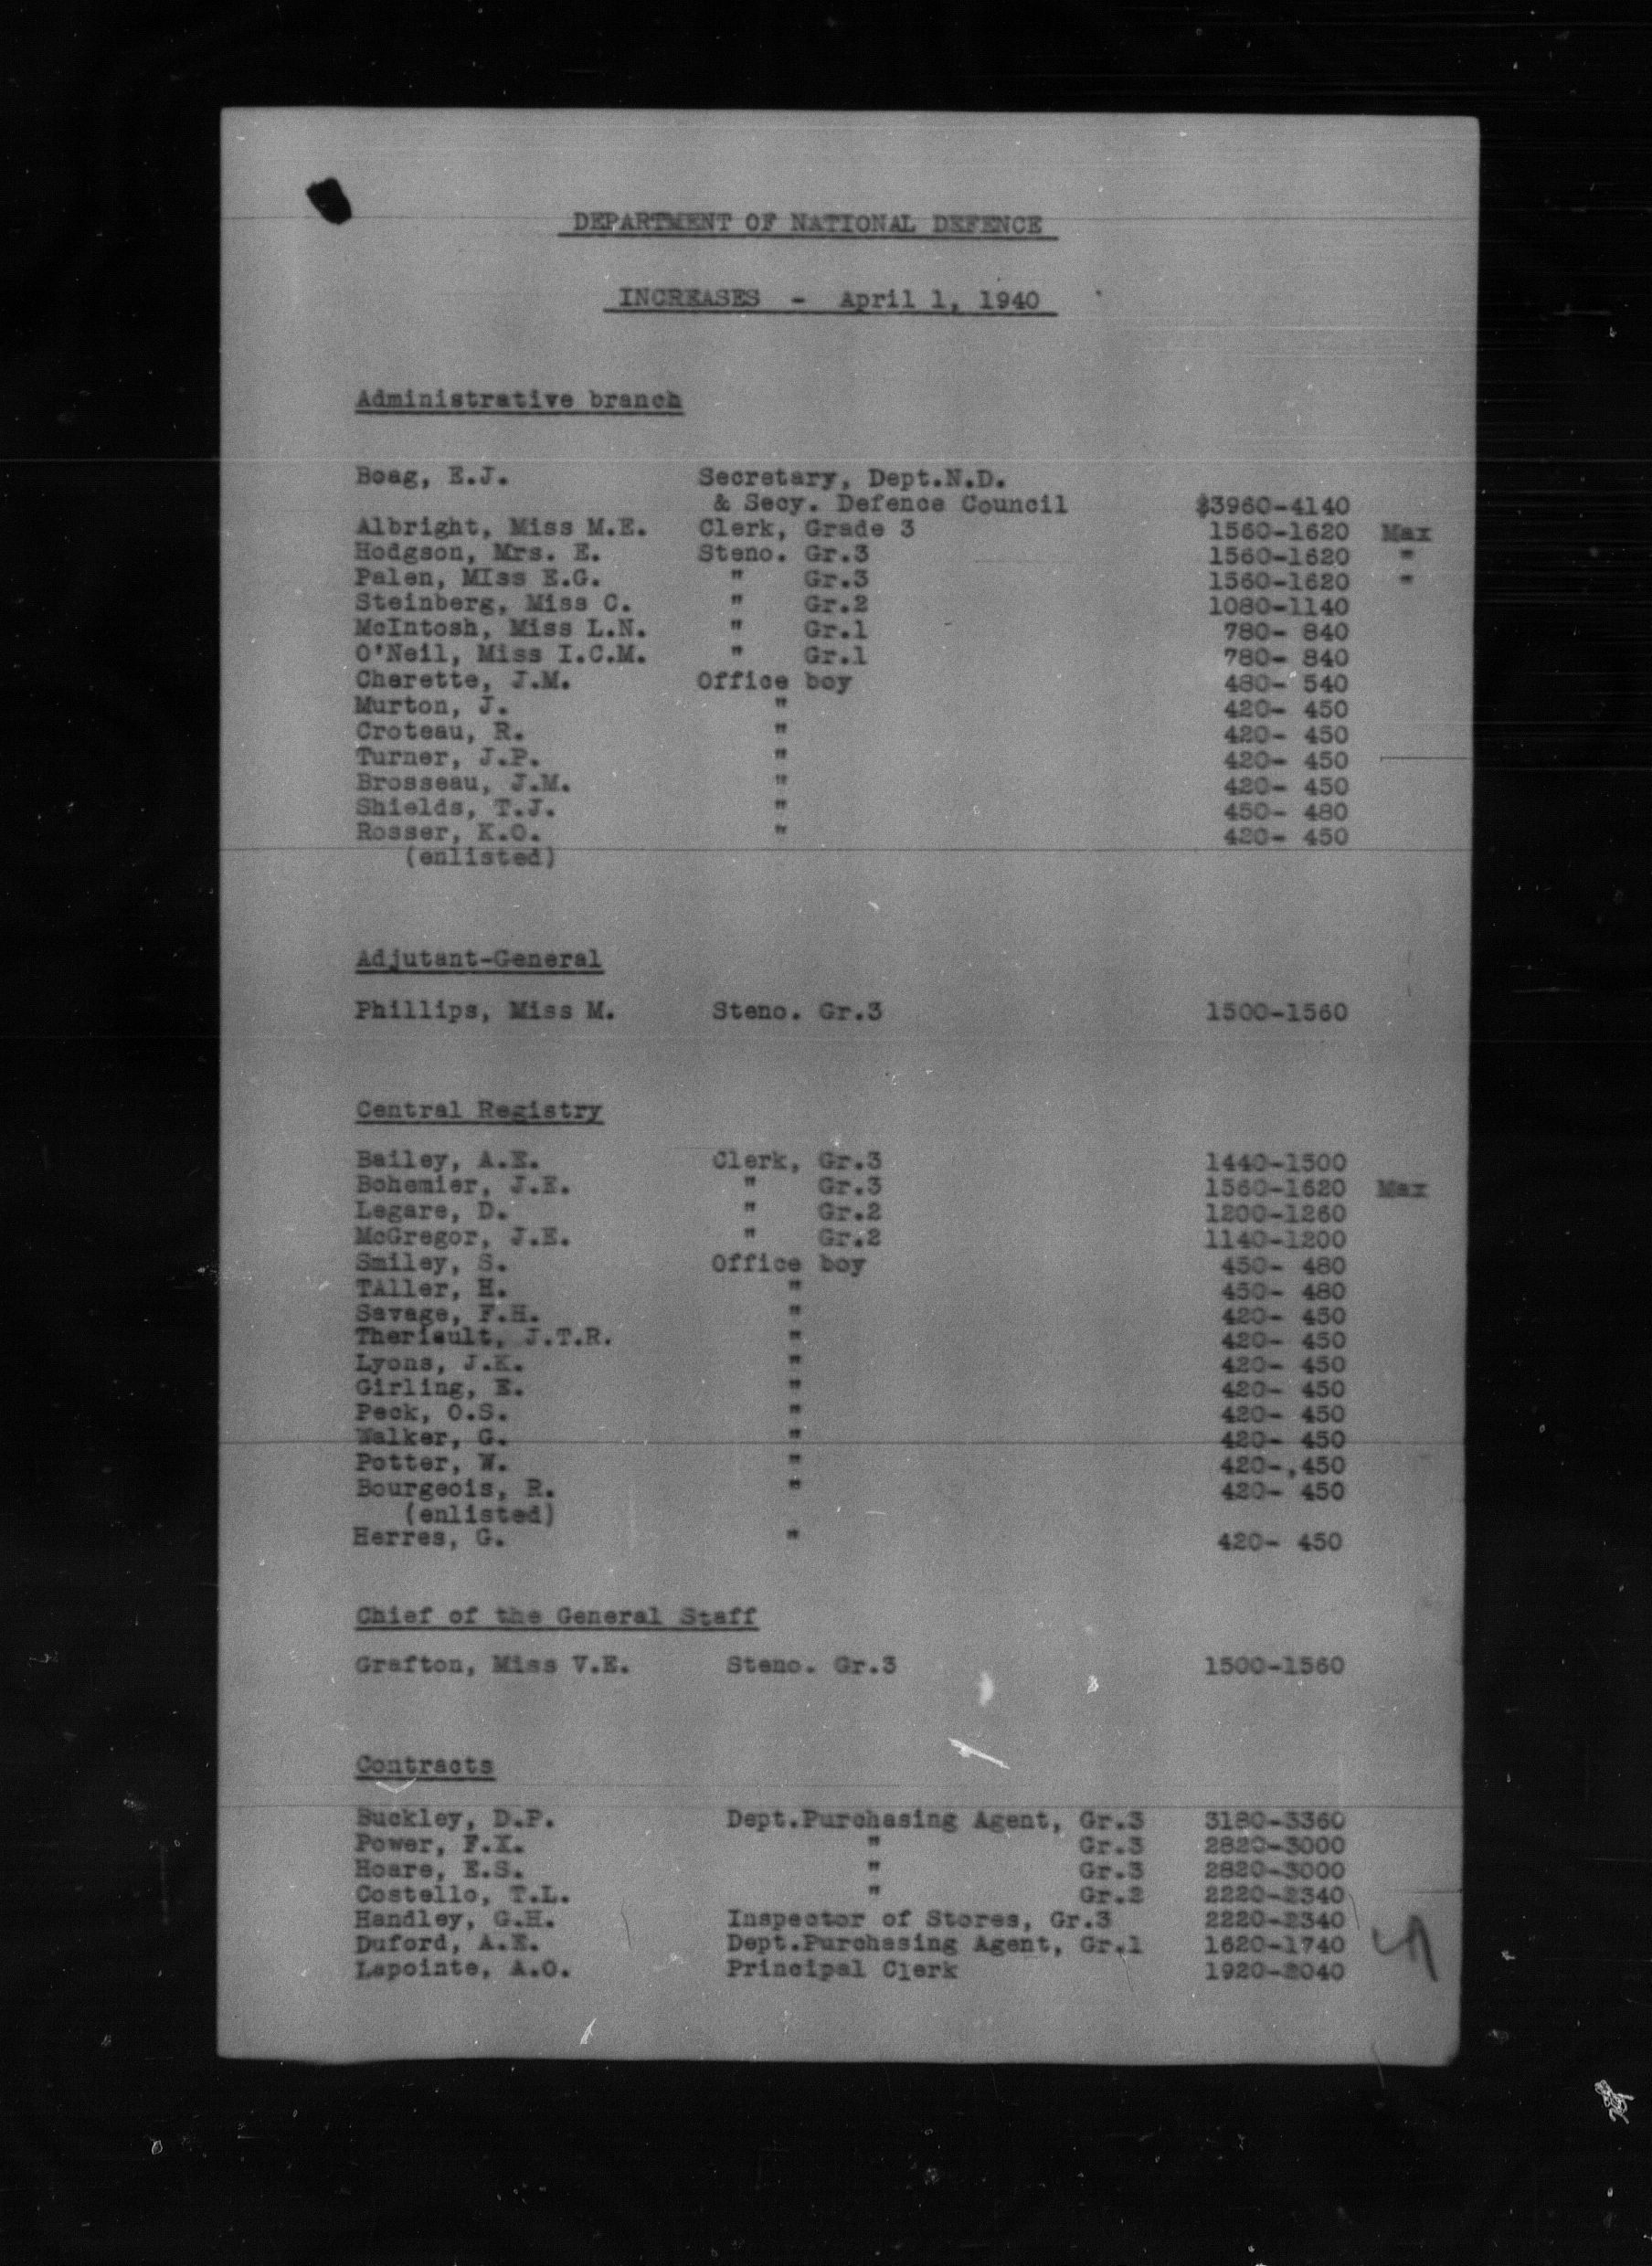 DEPARTMENT OF NATIONAL DEFENCE
INCREASES - April 1, 1940
Administrative branch
Boag, E.J. Secretary, Dept.N.D.
& Secy. Defence Council $3960-4140
Albright, Miss M.E. Clerk, Grade 3 1560-1620 Max
Hodgson, Mrs. E. Steno. Gr.3 1560-1620 "
Palen, MIss E.G. " Gr.3 1560-1620 "
Steinberg, Miss C. " Gr.2 1080-1140
McIntosh, Miss L.N. " Gr.1 780- 840
O'Neil, Miss I.C.M. " Gr.1 780- 840
Charette, J.M. Office boy 480- 540
Murton, J. " 420- 450
Croteau, R. " 420- 450
Turner, J.P. " 420- 450
Brosseau, J.M. " 420- 450
Shields, T.J. " 450- 480
Rosser, K.O. " 420- 450
(enlisted)
Adjutant-General
Phillips, Miss M. Steno. Gr.3 1500-1560
Central Registry
Bailey, A.E. Clerk, Gr.3 1440-1500
Bohemier, J.E. " Gr.3 1560-1620 Max
Legare, D. " Gr.2 1200-1260
McGregor, J.E. " Gr.2 1140-1200
Smiley, S. Office boy 450- 480
TAller, H. " 450- 480
Savage, F.H. " 420- 450
Theriault, J.T.R. " 420- 450
Lyons, J.K. " 420- 450
Girling, E. " 420- 450
Peck, O.S. " 420- 450
Walker, G. " 420- 450
Potter, W. " 420- 450
Bourgeois, R. " 420- 450
(enlisted)
Herres, G. " 420- 450
Chief of the General Staff
Grafton, Miss V.E. Steno. Gr.3 1500-1560
Contracts
Buckley, D.P. Dept.Purchasing Agent, Gr.3 3180-3360
Power, F.X. " Gr.3 2820-3000
Hoare, E.S. " Gr.3 2820-3000
Costello, T.L. " Gr.2 2220-2340
Handley, G.H. Inspector of Stores, Gr.3 2220-2340
Duford, A.E. Dept.Purchasing Agent, Gr.1 1620-1740
Lapointe, A.O. Principal Clerk 1920-2040